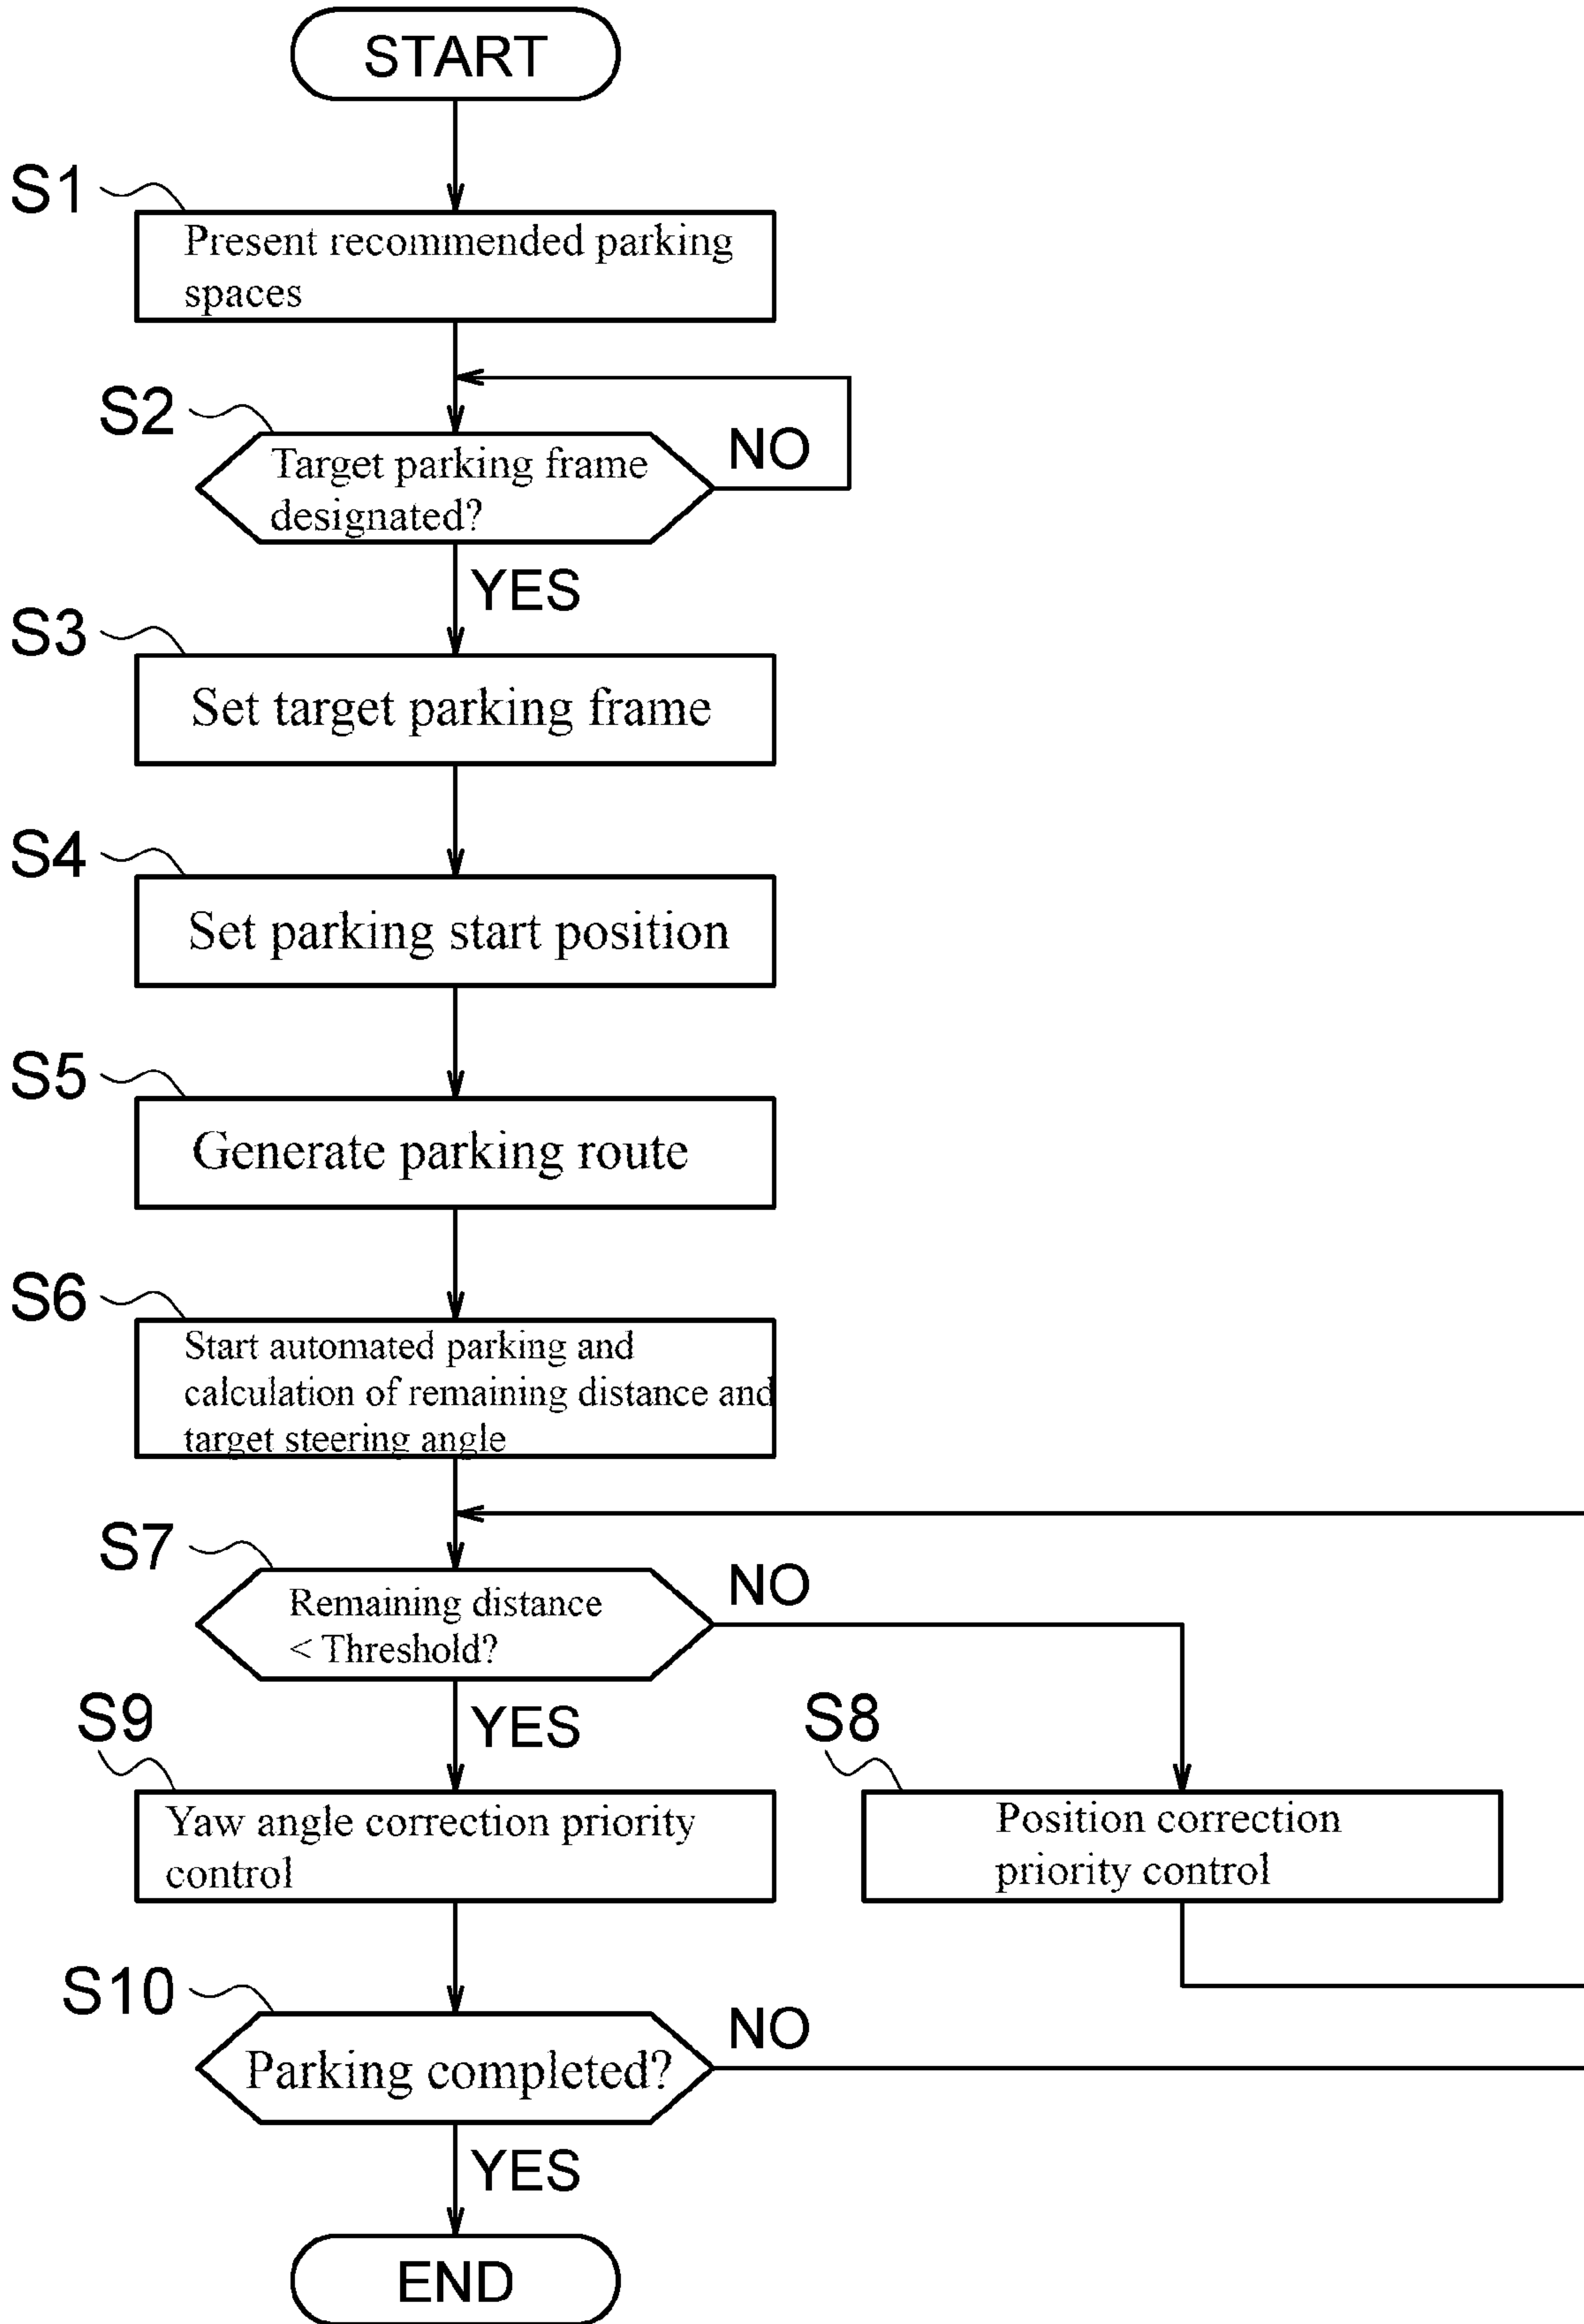 START
S1
Present recommended parking
spaces
S2
Target parking frame
designated?
NO
YES
S3
Set target parking frame
S4
Set parking start position
S5
Generate parking route
S6
Start automated parking and
calculation of remaining distance and
target steering angle
S7
Remaining distance
< Threshold?
NO
YES
S9
Yaw angle correction priority
control
S8
Position correction
priority control
S10
Parking completed?
NO
YES
END